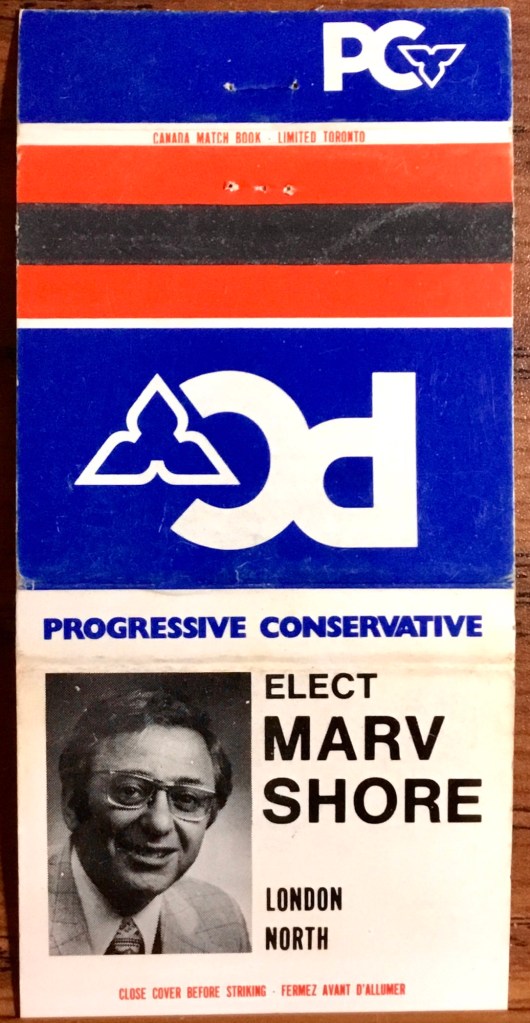 PC
CANADA MATCH BOOK - LIMITED TORONTO
PC
PROGRESSIVE CONSERVATIVE
ELECT
MARV
SHORE
LONDON
NORTH
CLOSE COVER BEFORE STRIKING - FERMEZ AVANT D'ALLUMER